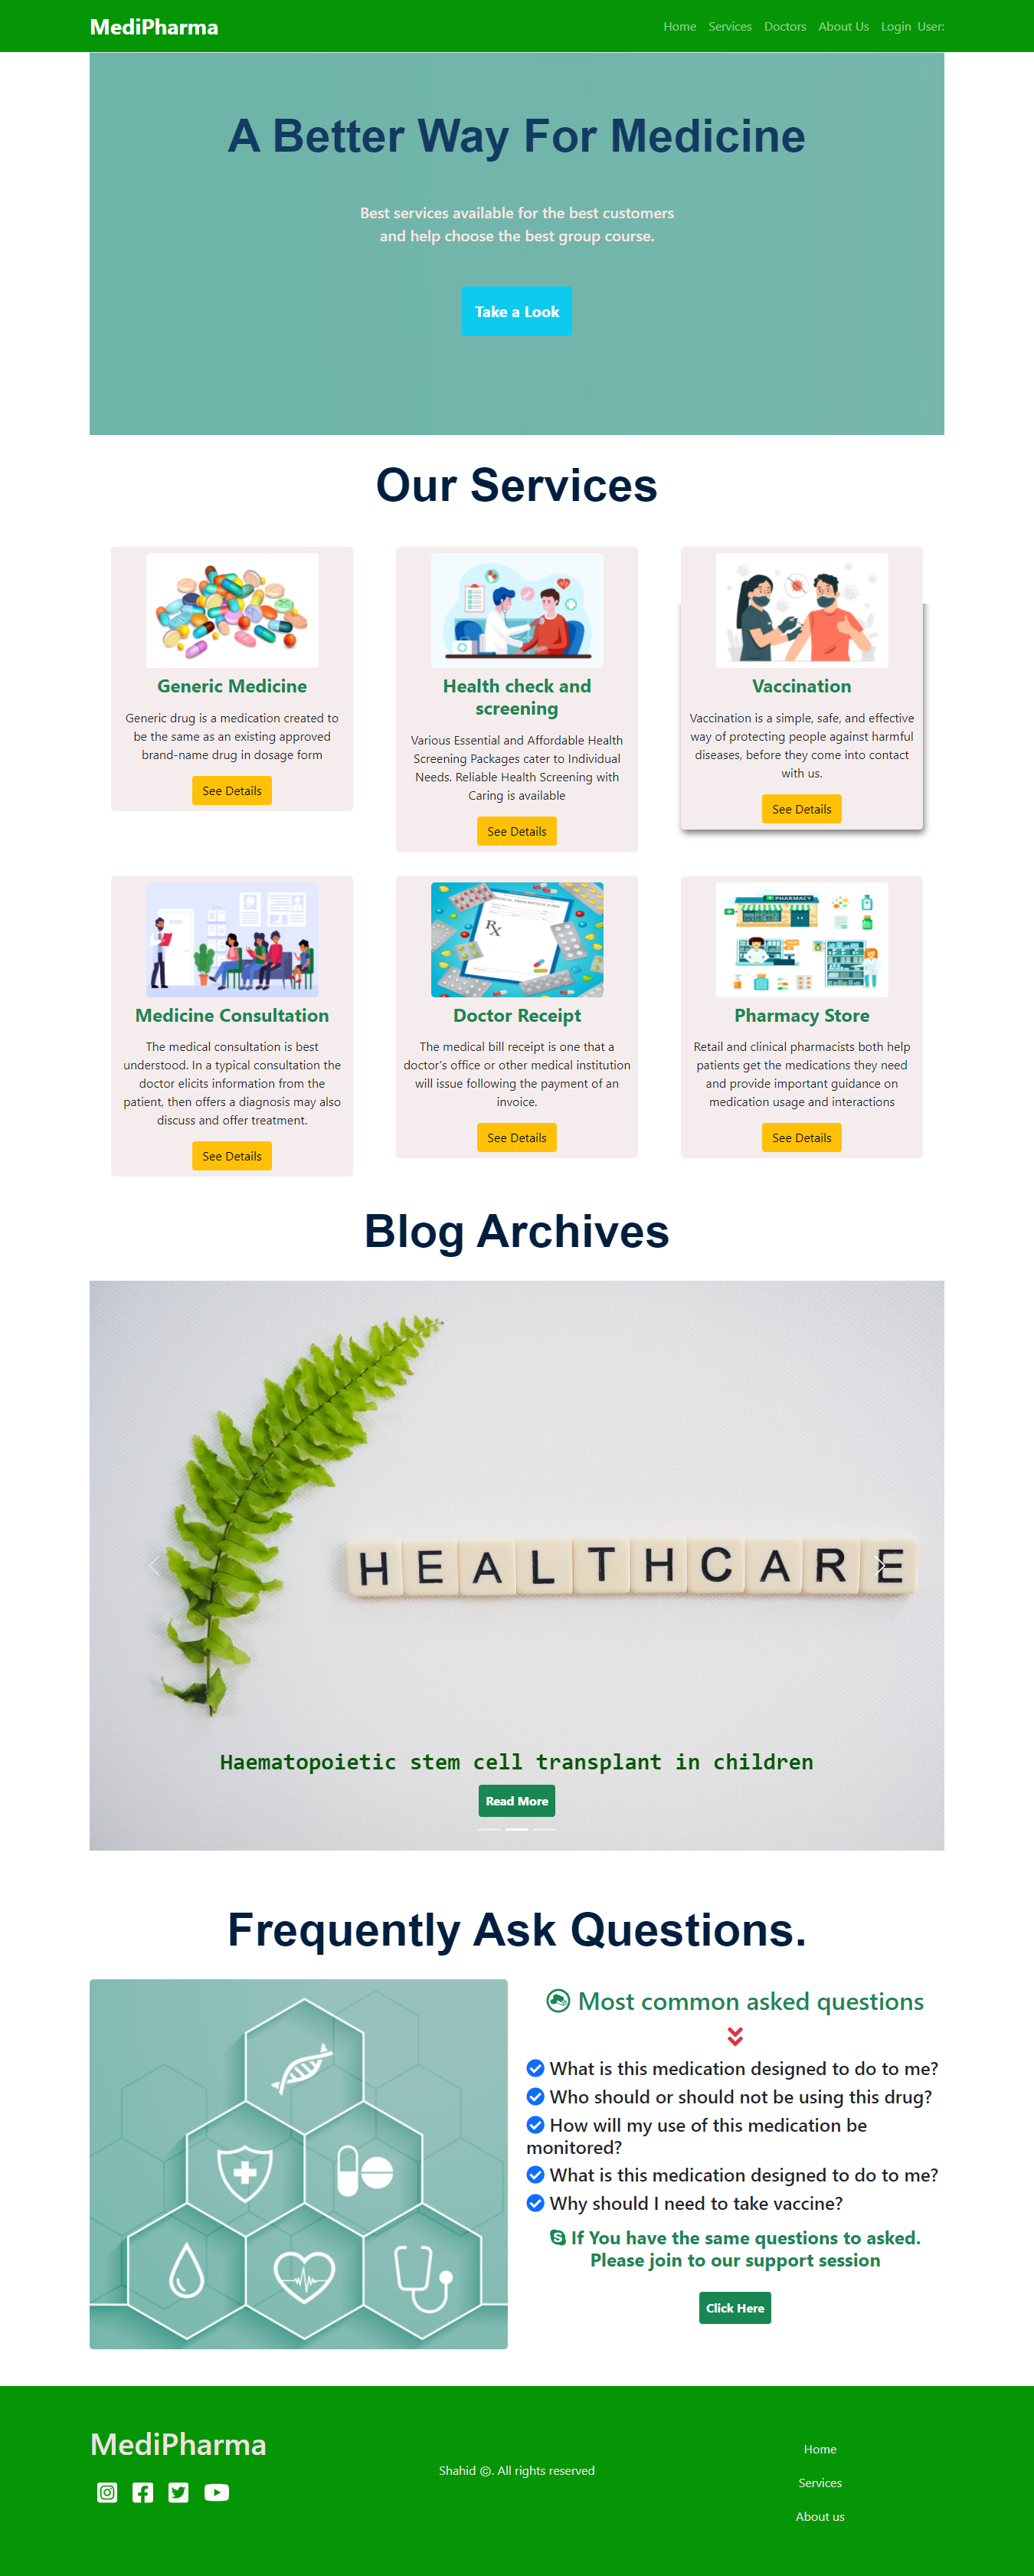 MediPharma
Home Services Doctors About Us Login User:
A Better Way For Medicine
Best services available for the best customers
and help choose the best group course.
Take a Look
Our Services
Generic Medicine
Generic drug is a medication created to
be the same as an existing approved
brand-name drug in dosage form
See Details
Health check and
screening
Various Essential and Affordable Health
Screening Packages cater to Individual
Needs. Reliable Health Screening with
Caring is available
See Details
Vaccination
Vaccination is a simple, safe, and effective
way of protecting people against harmful
diseases, before they come into contact
with us.
See Details
Medicine Consultation
The medical consultation is best
understood. In a typical consultation the
doctor elicits information from the
patient, then offers a diagnosis may also
discuss and offer treatment.
See Details
RX
Doctor Receipt
The medical bill receipt is one that a
doctor's office or other medical institution
will issue following the payment of an
invoice.
See Details
PHARMACY
Pharmacy Store
Retail and clinical pharmacists both help
patients get the medications they need
and provide important guidance on
medication usage and interactions
See Details
Blog Archives
HEALTHCARE
Haematopoietic stem cell transplant in children
Read More
Frequently Ask Questions.
Most common asked questions
What is this medication designed to do to me?
Who should or should not be using this drug?
How will my use of this medication be
monitored?
What is this medication designed to do to me?
Why should I need to take vaccine?
If You have the same questions to asked.
Please join to our support session
Click Here
MediPharma
Shahid ©. All rights reserved
Home
Services
About us